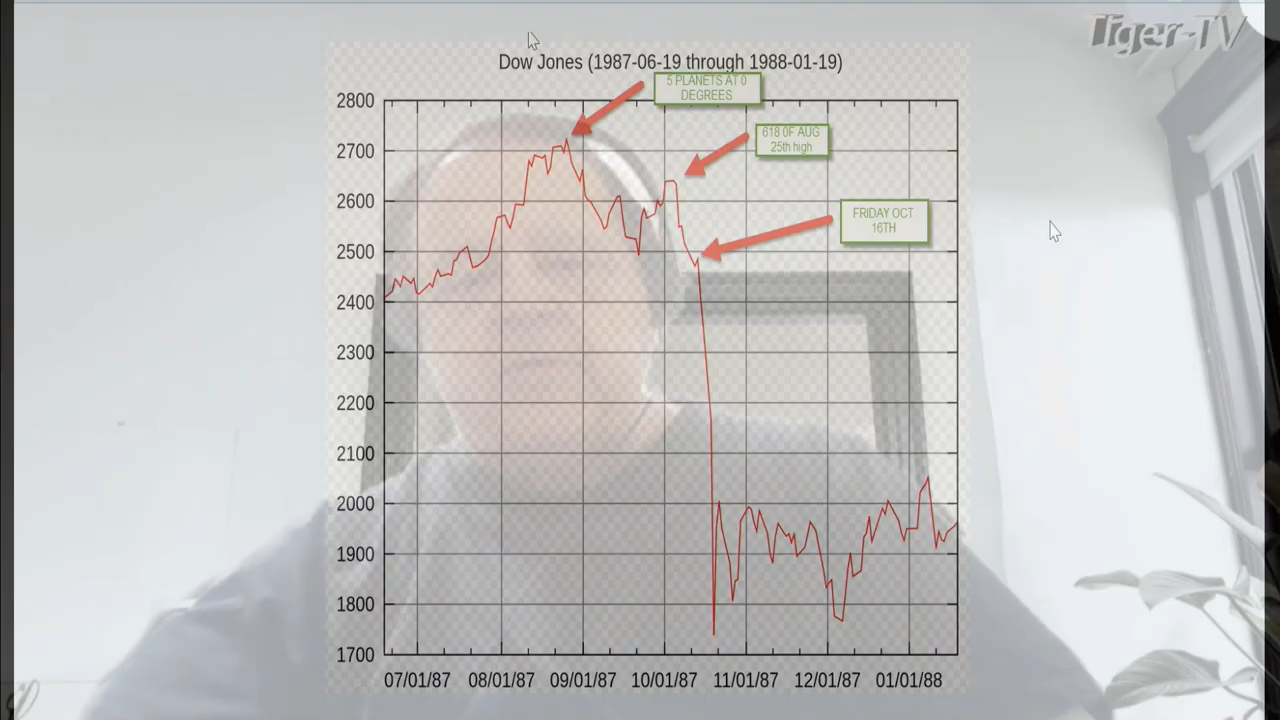 Tiger-TV
Dow Jones (1987-06-19 through 1988-01-19)
5 PLANETS AT 0
DEGREES
618 0F AUG
25th high
FRIDAY OCT
16TH
2800
2700
2600
2500
2400
2300
2200
2100
2000
1900
1800
1700
07/01/87 08/01/87 09/01/87 10/01/87 11/01/87 12/01/87 01/01/88